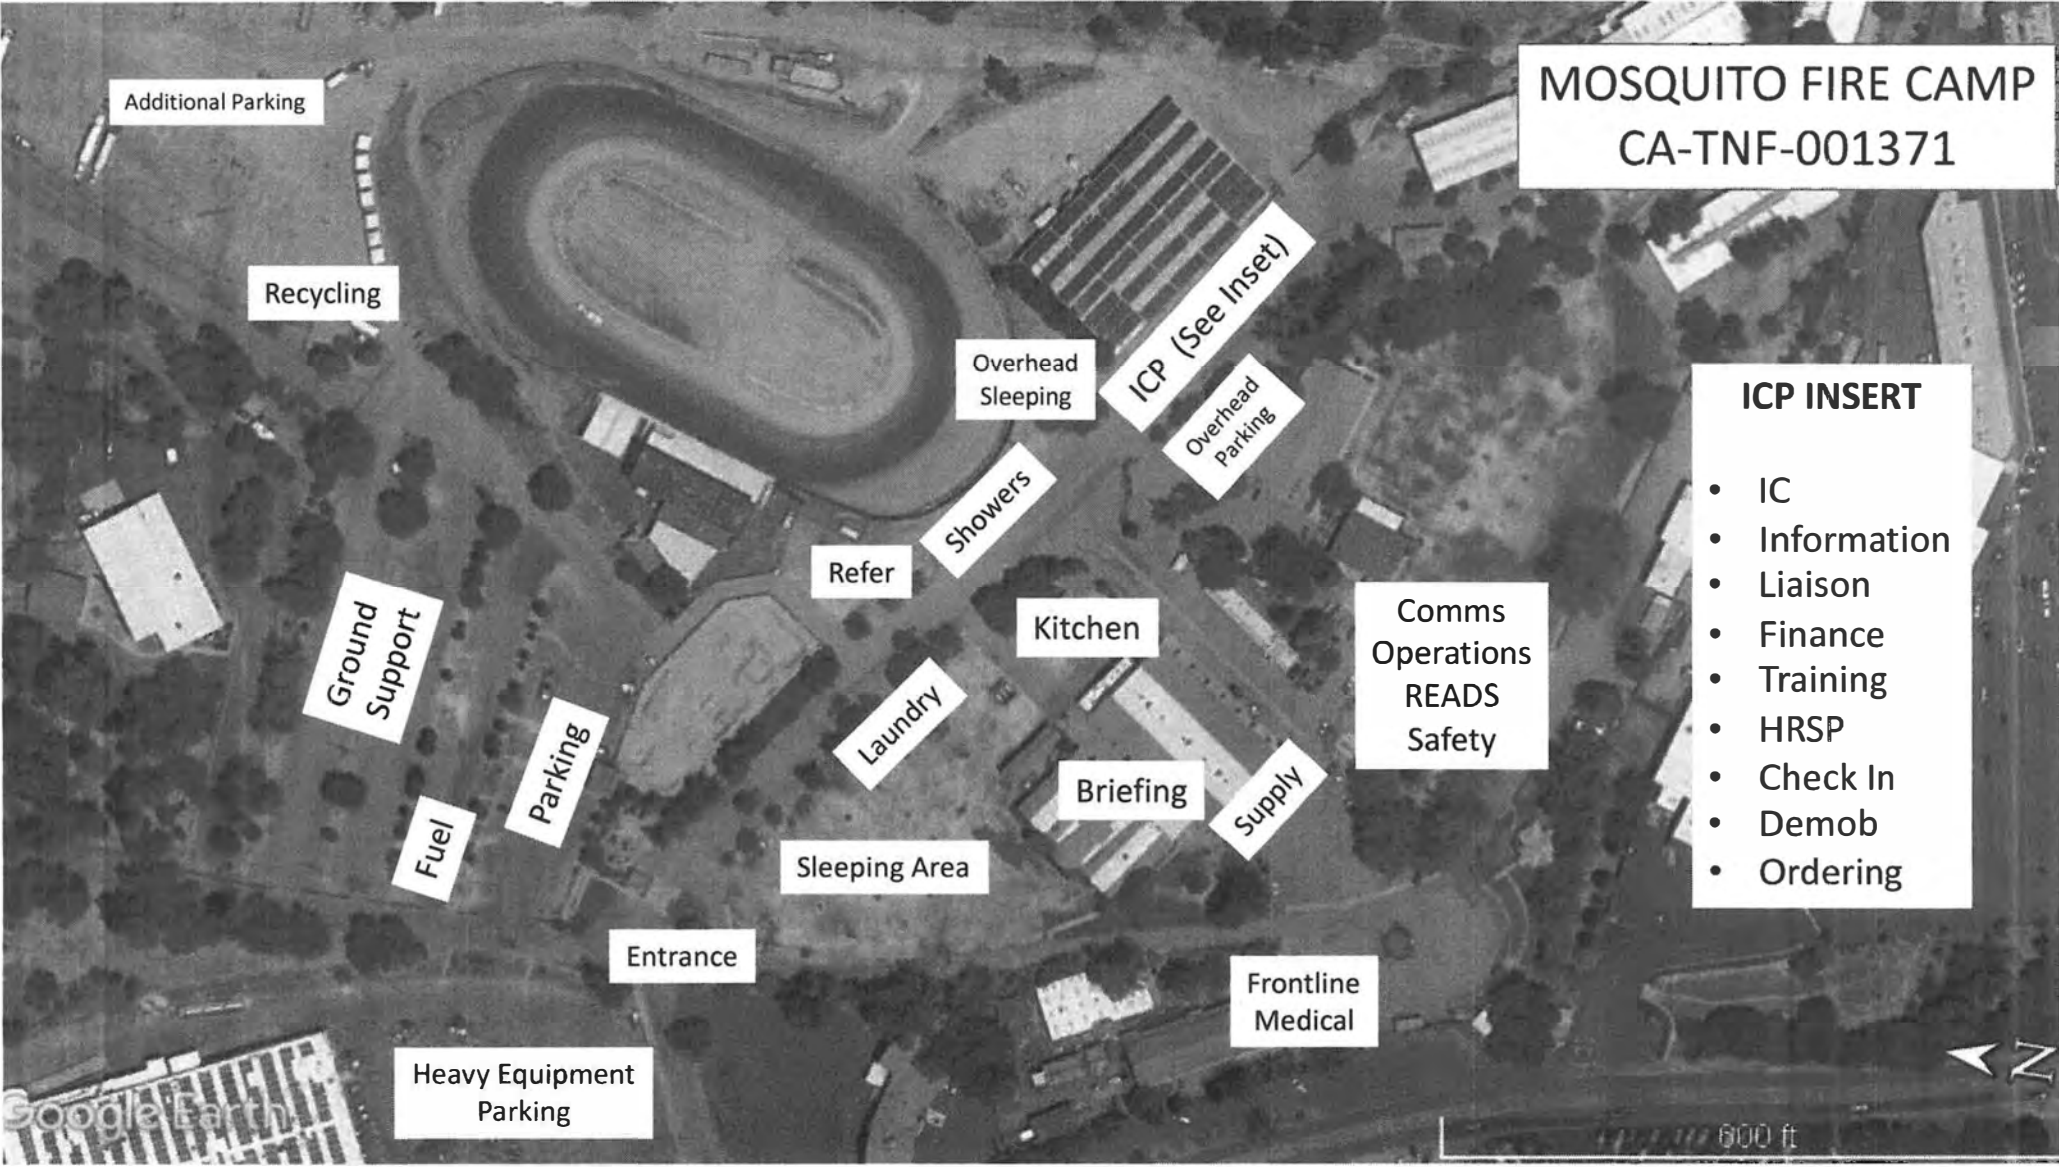 MOSQUITO FIRE CAMP
CA-TNF-001371
Additional Parking
Recycling
ICP (See Inset)
Overhead
Sleeping
Overhead
Parking
ICP INSERT
• IC
• Information
• Liaison
• Finance
• Training
• HRSP
• Check In
• Demob
• Ordering
Showers
Refer
Kitchen
Comms
Operations
READS
Safety
Ground
Support
Laundry
Parking
Briefing
Supply
Fuel
Sleeping Area
Entrance
Frontline
Medical
Heavy Equipment
Parking
Google Earth
N
600 ft